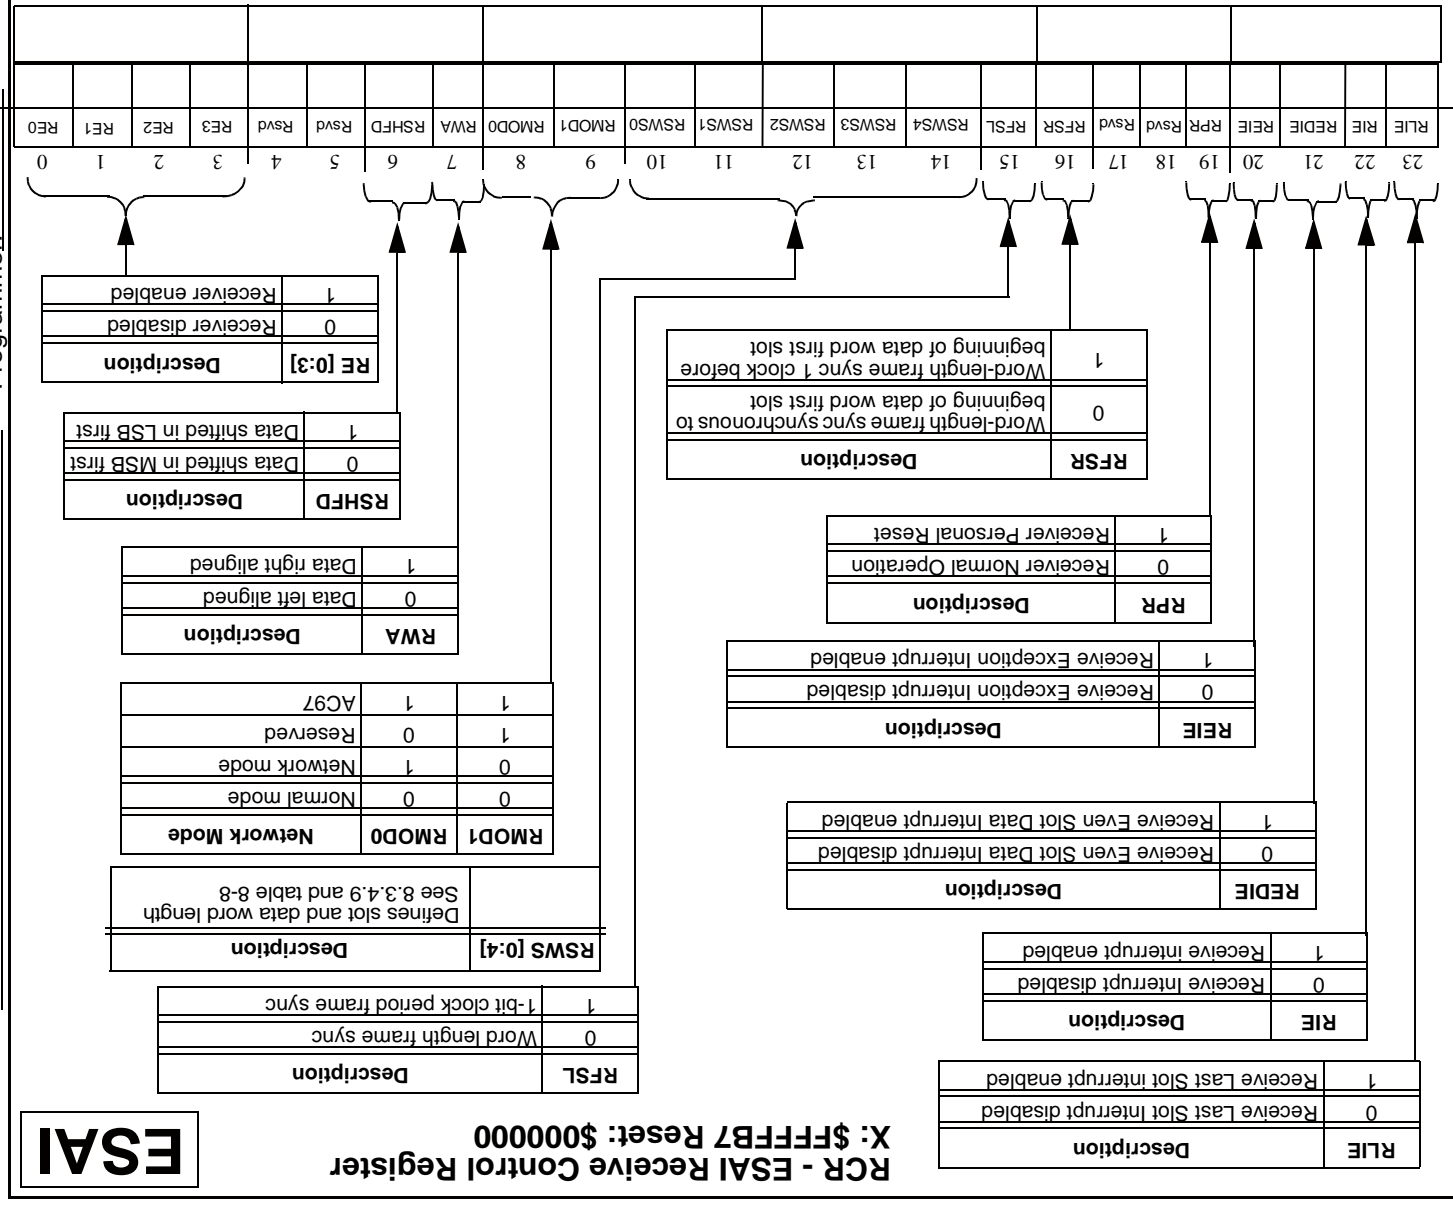 RLIE Description
0 Receive Last Slot Interrupt disabled
1 Receive Last Slot interrupt enabled
RCR - ESAI Receive Control Register
X: $FFFFB7 Reset: $000000
ESAI
RIE Description
0 Receive Interrupt disabled
1 Receive interrupt enabled
REDIE Description
0 Receive Even Slot Data Interrupt disabled
1 Receive Even Slot Data Interrupt enabled
REIE Description
0 Receive Exception Interrupt disabled
1 Receive Exception Interrupt enabled
RPR Description
0 Receiver Normal Operation
1 Receiver Personal Reset
RFSR Description
0 Word-length frame sync synchronous to
beginning of data word first slot
1 Word-length frame sync 1 clock before
beginning of data word first slot
RFSL Description
0 Word length frame sync
1 1-bit clock period frame sync
RSWS [0:4] Description
Defines slot and data word length
See 8.3.4.9 and table 8-8
RMOD1 RMOD0 Network Mode
0 0 Normal mode
0 1 Network mode
1 0 Reserved
1 1 AC97
RWA Description
0 Data left aligned
1 Data right aligned
RSHFD Description
0 Data shifted in MSB first
1 Data shifted in LSB first
RE [0:3] Description
0 Receiver disabled
1 Receiver enabled
23 22 21 20 19 18 17 16 15 14 13 12 11 10 9 8 7 6 5 4 3 2 1 0
RLIE RIE REDIE REIE RPR Rsvd Rsvd RFSR RFSL RSWS4 RSWS3 RSWS2 RSWS1 RSWS0 RMOD1 RMOD0 RWA RSHFD Rsvd Rsvd RE3 RE2 RE1 RE0